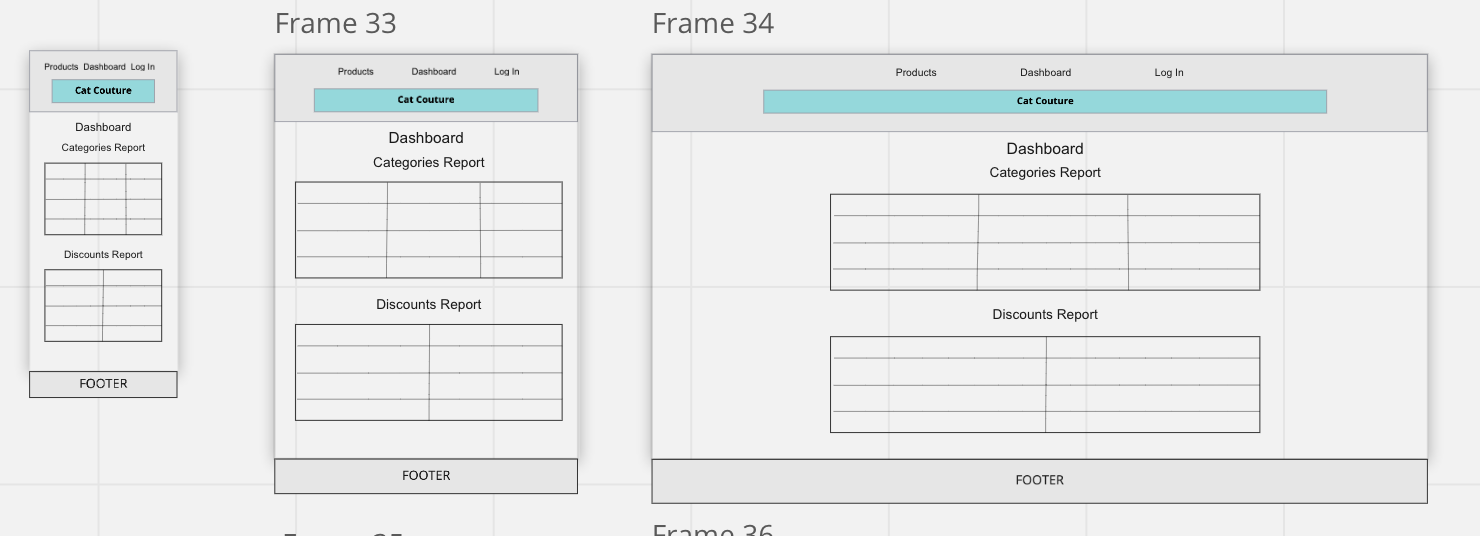 Products Dashboard Log In
Cat Couture
Dashboard
Categories Report
Discounts Report
FOOTER
Frame 33
Products Dashboard Log In
Cat Couture
Dashboard
Categories Report
Discounts Report
FOOTER
Frame 34
Products Dashboard Log In
Cat Couture
Dashboard
Categories Report
Discounts Report
FOOTER
Frame 36